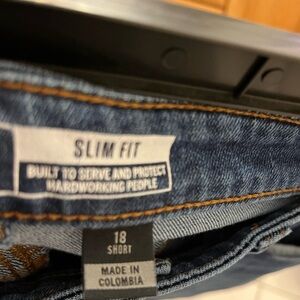 SLIM FIT
BUILT TO SERVE AND PROTECT
HARDWORKING PEOPLE
18
SHORT
MADE IN
COLOMBIA